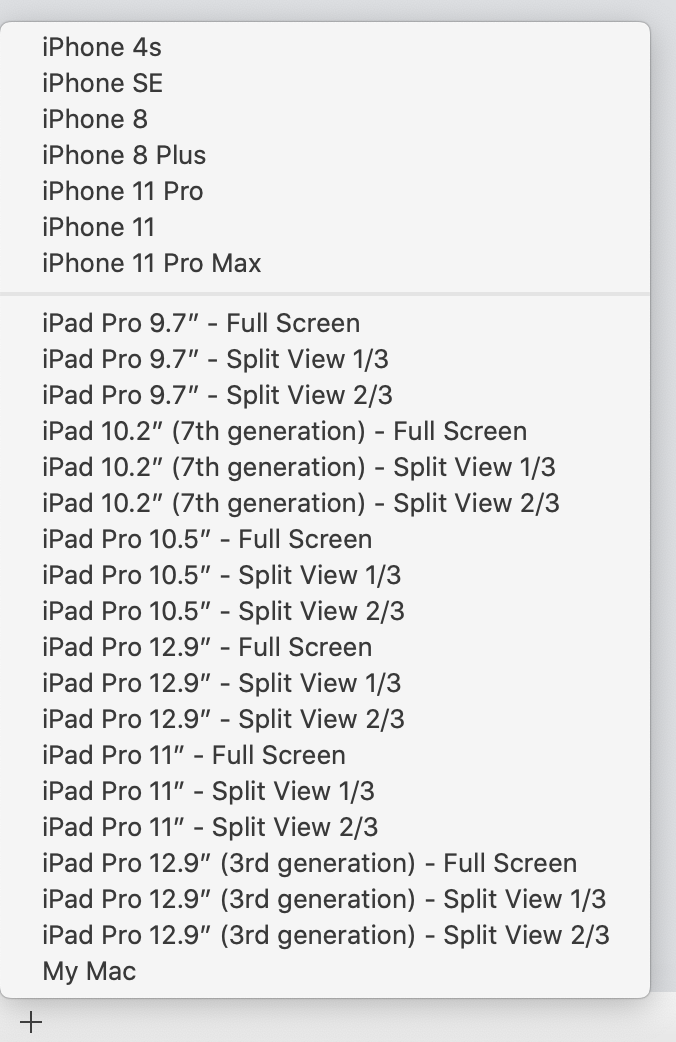 iPhone 4s
iPhone SE
iPhone 8
iPhone 8 Plus
iPhone 11 Pro
iPhone 11
iPhone 11 Pro Max
iPad Pro 9.7” - Full Screen
iPad Pro 9.7” - Split View 1/3
iPad Pro 9.7” - Split View 2/3
iPad 10.2” (7th generation) - Full Screen
iPad 10.2” (7th generation) - Split View 1/3
iPad 10.2” (7th generation) - Split View 2/3
iPad Pro 10.5” - Full Screen
iPad Pro 10.5” - Split View 1/3
iPad Pro 10.5” - Split View 2/3
iPad Pro 12.9” - Full Screen
iPad Pro 12.9” - Split View 1/3
iPad Pro 12.9” - Split View 2/3
iPad Pro 11” - Full Screen
iPad Pro 11” - Split View 1/3
iPad Pro 11” - Split View 2/3
iPad Pro 12.9” (3rd generation) - Full Screen
iPad Pro 12.9” (3rd generation) - Split View 1/3
iPad Pro 12.9” (3rd generation) - Split View 2/3
My Mac